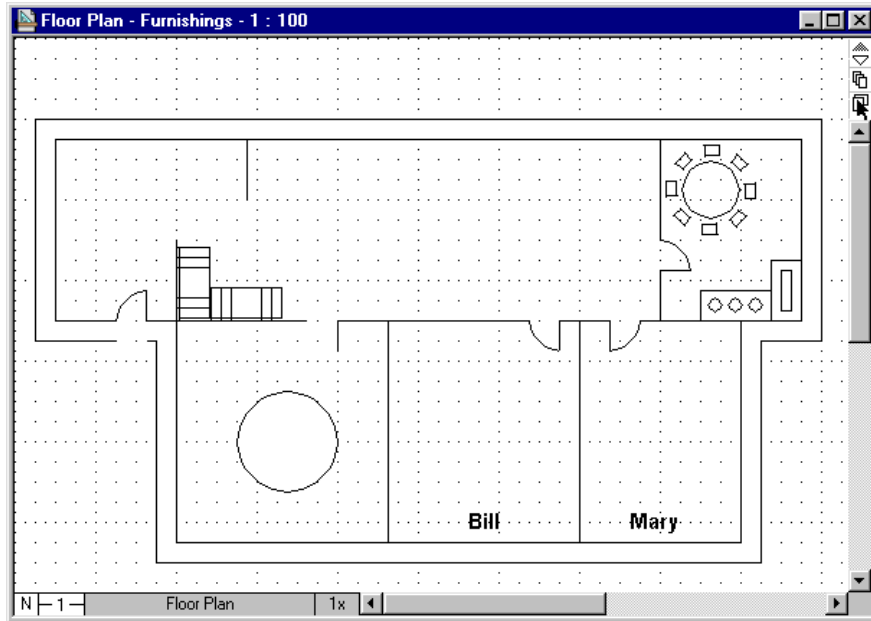 Floor Plan - Furnishings - 1 : 100
Bill
Mary
N
1
Floor Plan
1x